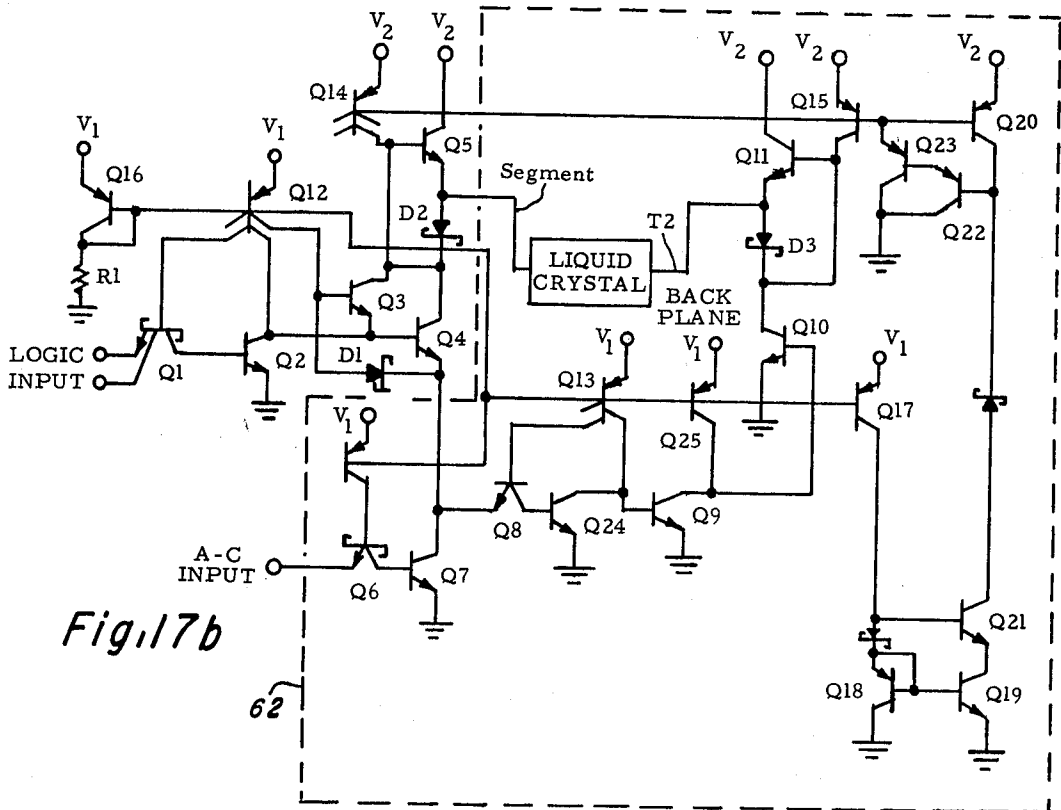 V2
V2
V2
V2
V2
Q14
Q15
Q20
V1
V1
Q5
Q11
Q23
Q16
Q12
Segment
D2
T2
D3
Q22
R1
LIQUID
CRYSTAL
Q3
BACK
PLANE
Q10
LOGIC
INPUT
Q1
Q2
D1
Q4
V1
V1
V1
Q13
Q17
V1
Q25
Q8
Q24
Q9
A-C
INPUT
Q6
Q7
Q21
Fig,17b
62
Q18
Q19